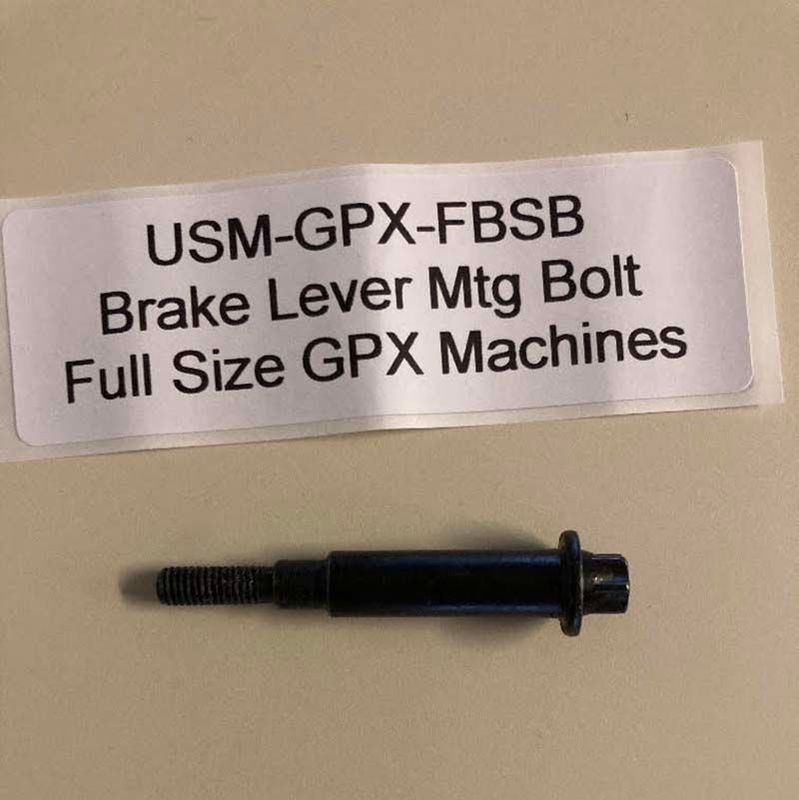 USM-GPX-FBSB
Brake Lever Mtg Bolt
Full Size GPX Machines